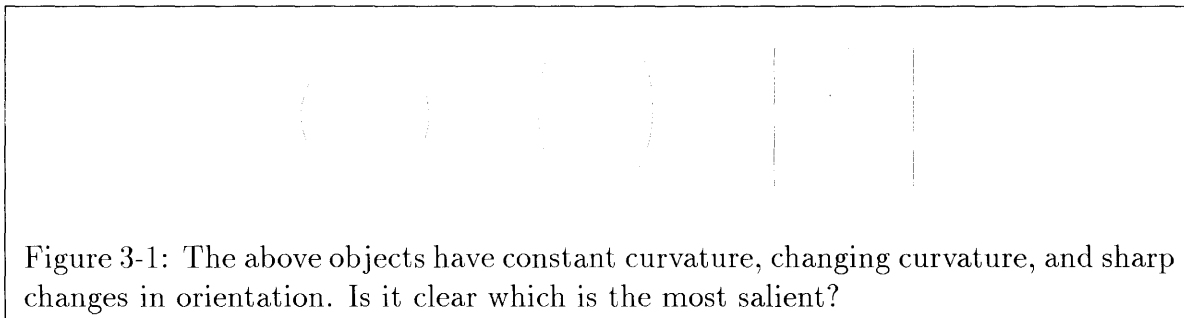 Figure 3-1: The above objects have constant curvature, changing curvature, and sharp
changes in orientation. Is it clear which is the most salient?